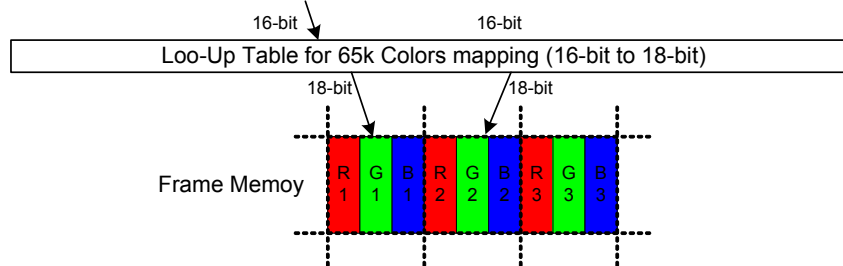 16-bit 16-bit
Loo-Up Table for 65k Colors mapping (16-bit to 18-bit)
18-bit 18-bit
Frame Memoy
R G B R G B R G B
1 1 1 2 2 2 3 3 3